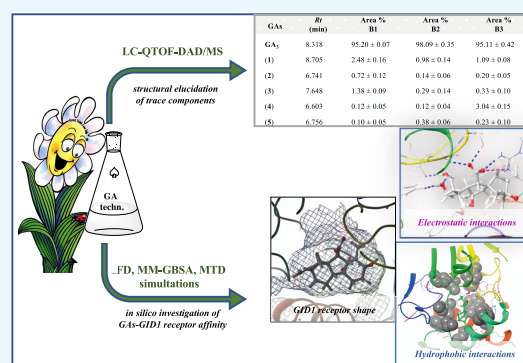 LC-QTOF-DAD/MS
structural elucidation
of trace components
GAs Rt (min) Area % B1 Area % B2 Area % B3
GA3 8.318 95.20 ± 0.07 98.09 ± 0.35 95.11 ± 0.42
(1) 8.705 2.48 ± 0.16 0.98 ± 0.14 1.09 ± 0.08
(2) 6.741 0.72 ± 0.12 0.14 ± 0.06 0.20 ± 0.05
(3) 7.648 1.38 ± 0.09 0.29 ± 0.14 0.33 ± 0.10
(4) 6.603 0.12 ± 0.05 0.12 ± 0.04 3.04 ± 0.15
(5) 6.756 0.10 ± 0.05 0.38 ± 0.06 0.23 ± 0.10
GA
techn.
FD, MM-GBSA, MTD
simultations
in silico investigation of
GAs-GID1 receptor affinity
GID1 receptor shape
Electrostatic interactions
Hydrophobic interactions